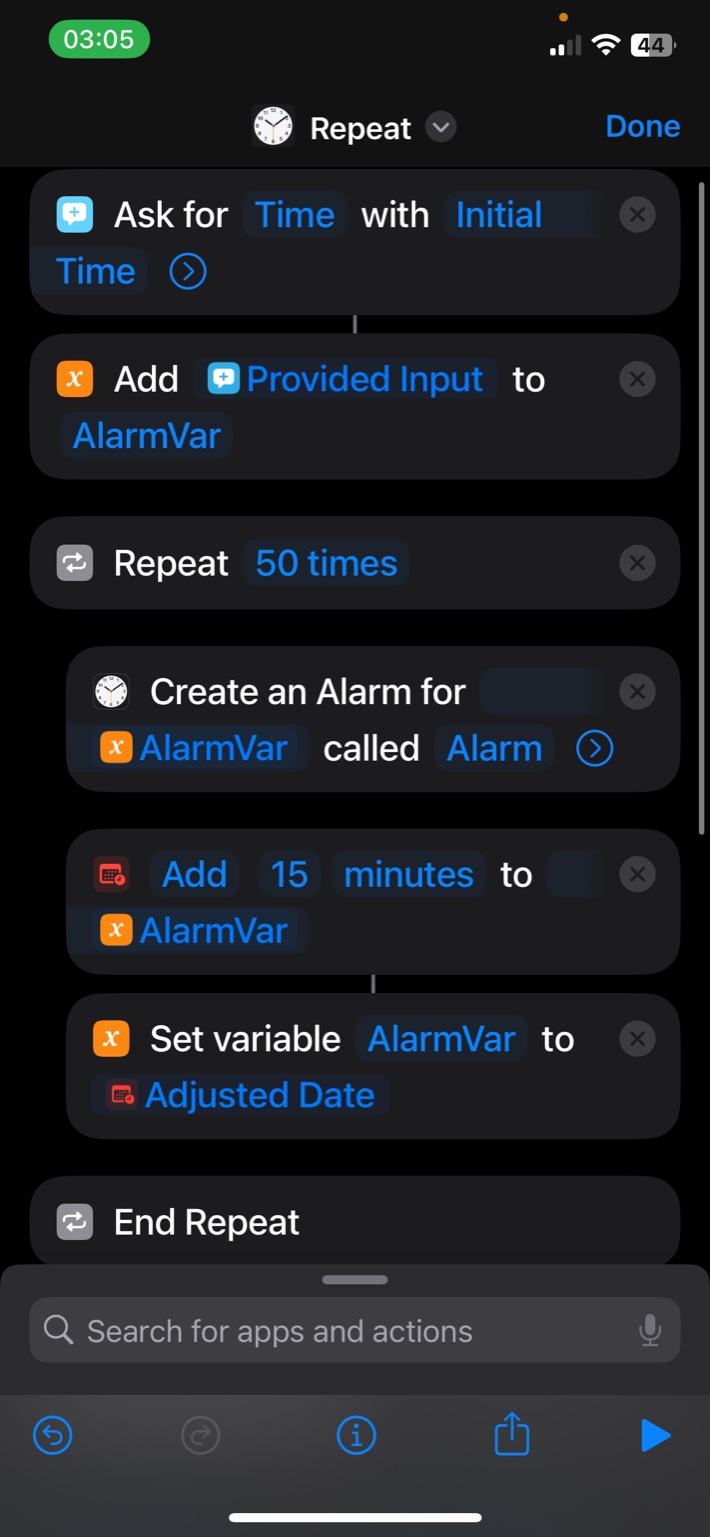 03:05
44
Repeat
Done
Ask for Time with Initial
Time
Add Provided Input to
AlarmVar
Repeat 50 times
Create an Alarm for
AlarmVar called Alarm
Add 15 minutes to
AlarmVar
Set variable AlarmVar to
Adjusted Date
End Repeat
Search for apps and actions